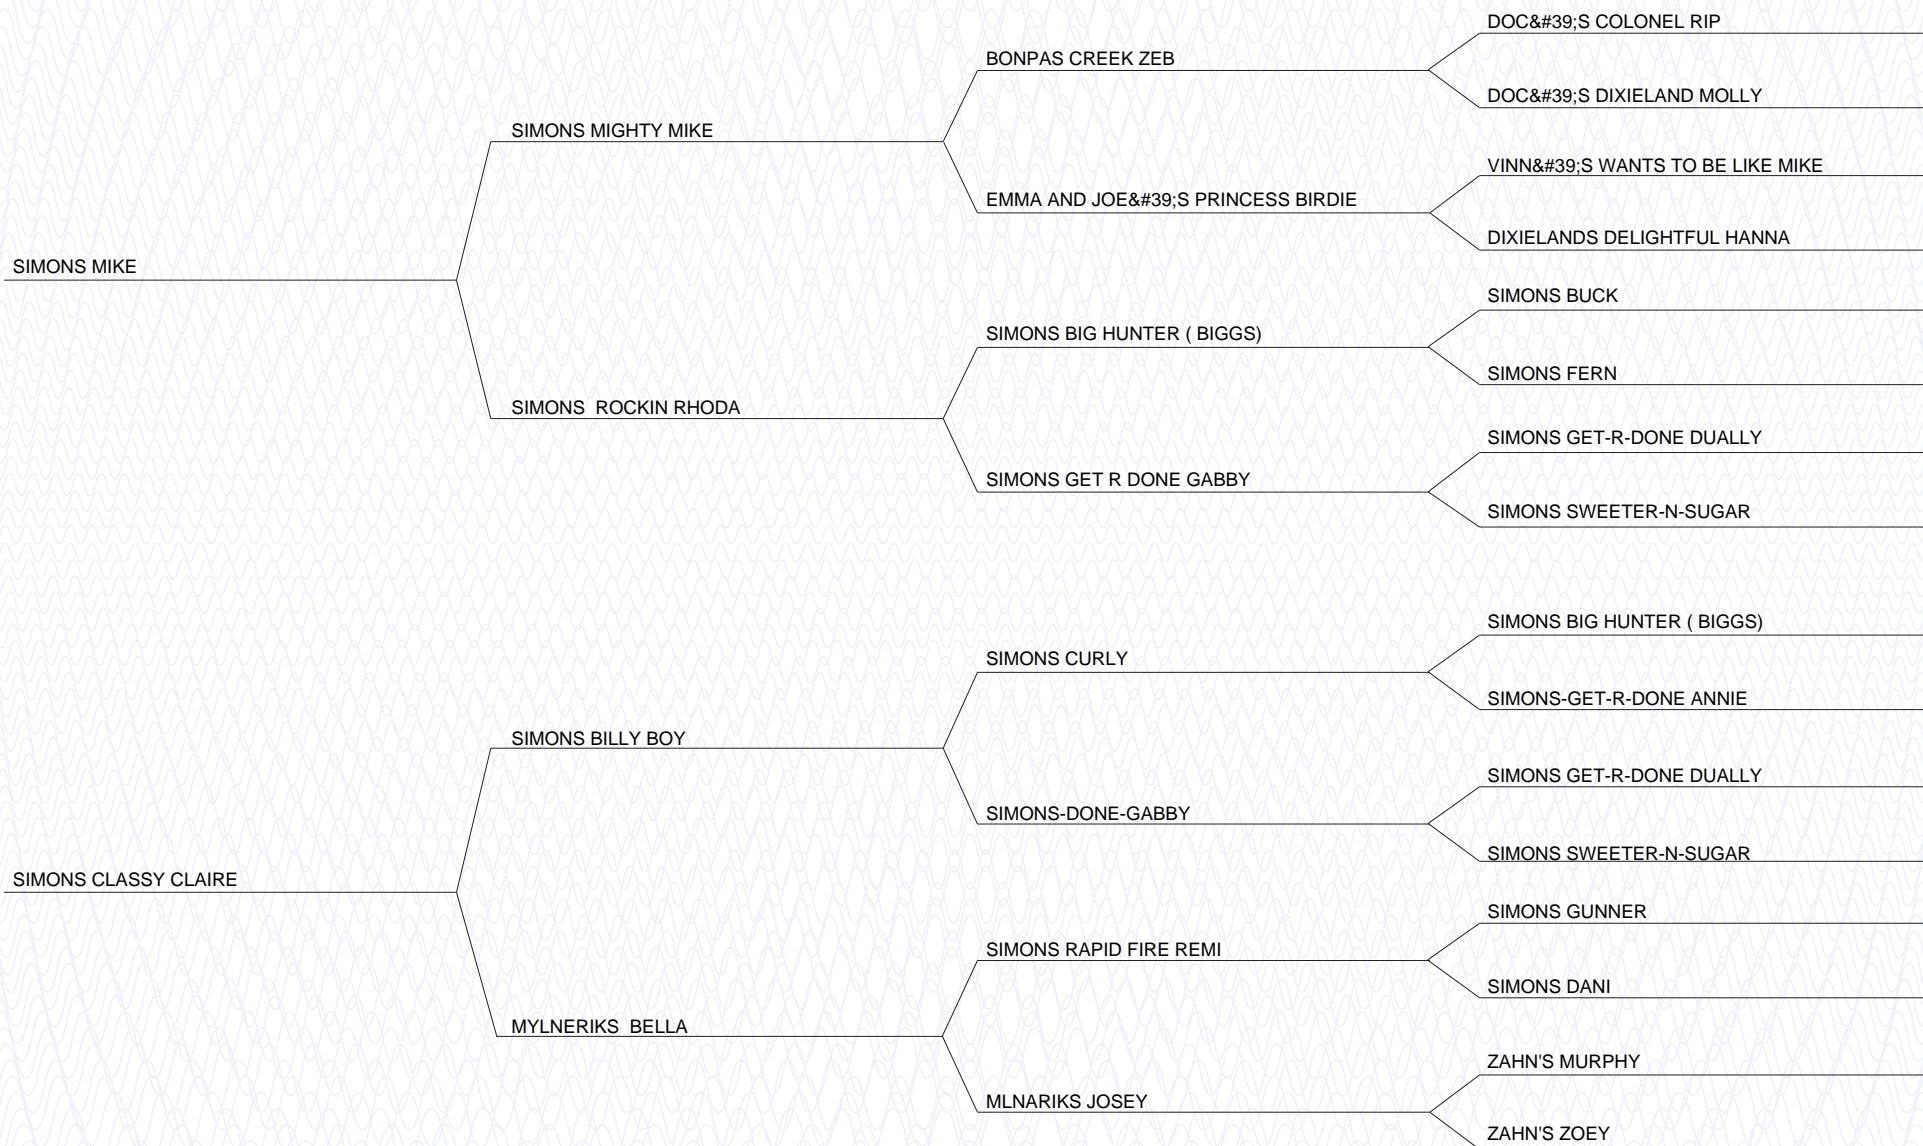 DOC&#39;S COLONEL RIP
BONPAS CREEK ZEB
DOC&#39;S DIXIELAND MOLLY
SIMONS MIGHTY MIKE
VINN&#39;S WANTS TO BE LIKE MIKE
EMMA AND JOE&#39;S PRINCESS BIRDIE
DIXIELANDS DELIGHTFUL HANNA
SIMONS MIKE
SIMONS BUCK
SIMONS BIG HUNTER ( BIGGS)
SIMONS FERN
SIMONS  ROCKIN RHODA
SIMONS GET-R-DONE DUALLY
SIMONS GET R DONE GABBY
SIMONS SWEETER-N-SUGAR
SIMONS BIG HUNTER ( BIGGS)
SIMONS CURLY
SIMONS-GET-R-DONE ANNIE
SIMONS BILLY BOY
SIMONS GET-R-DONE DUALLY
SIMONS-DONE-GABBY
SIMONS SWEETER-N-SUGAR
SIMONS CLASSY CLAIRE
SIMONS GUNNER
SIMONS RAPID FIRE REMI
SIMONS DANI
MYLNERIKS  BELLA
ZAHN'S MURPHY
MLNARIKS JOSEY
ZAHN'S ZOEY